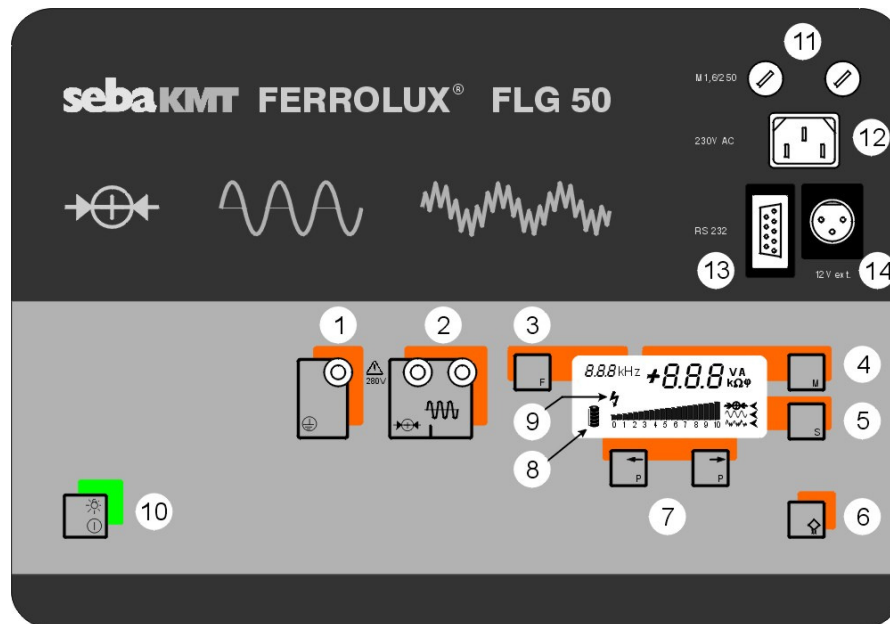 11
M 1,6/250
sebaKMT FERROLUX® FLG 50
230V AC
12
RS 232
13
12V ext.
14
1
2
3
4
280V
F
8.8.8 kHz
+8.8.8 VA
kΩφ
M
9
0 1 2 3 4 5 6 7 8 9 10
S
5
8
P
P
7
6
10